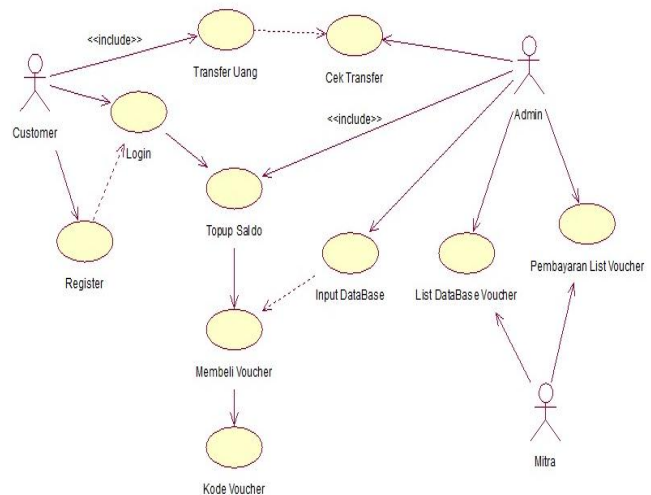 <<include>>
Transfer Uang
Cek Transfer
Customer
Login
<<include>>
Admin
Topup Saldo
Register
Input DataBase
List DataBase Voucher
Pembayaran List Voucher
Membeli Voucher
Mitra
Kode Voucher